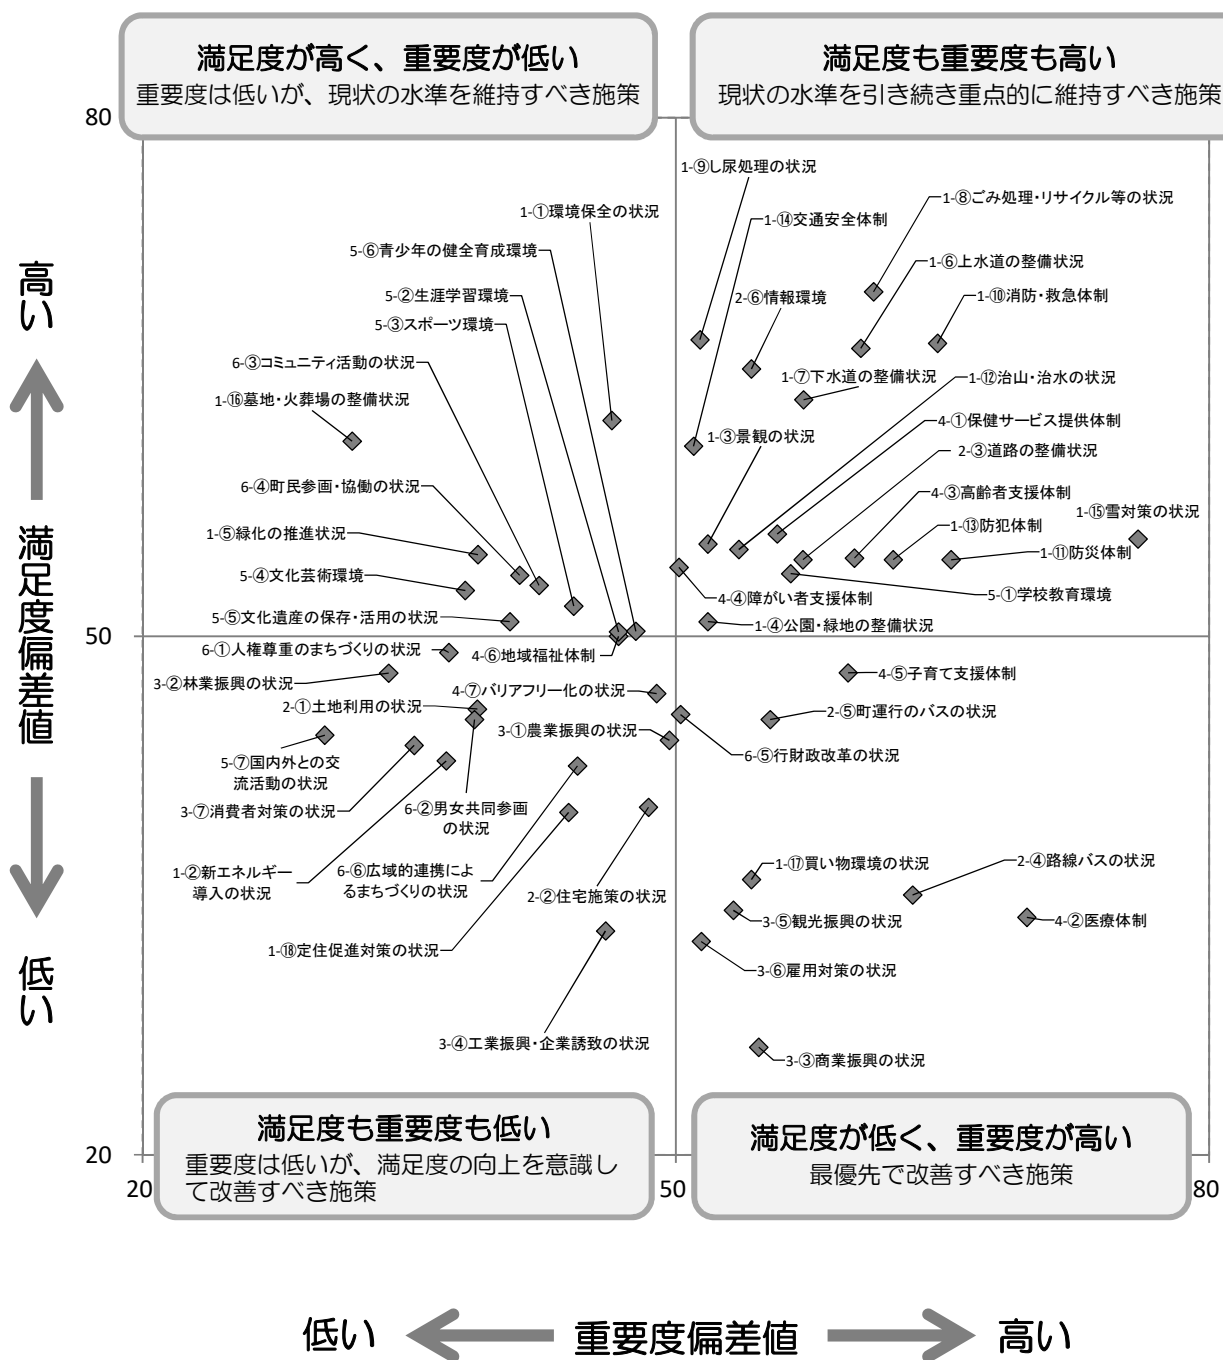 満足度が高く、重要度が低い
重要度は低いが、現状の水準を維持すべき施策
満足度も重要度も高い
現状の水準を引き続き重点的に維持すべき施策
80
1-⑨し尿処理の状況
1-⑧ごみ処理・リサイクル等の状況
1-①環境保全の状況
1-⑭交通安全体制
5-⑥青少年の健全育成環境
1-⑥上水道の整備状況
高い
5-②生涯学習環境
2-⑥情報環境
1-⑩消防・救急体制
5-③スポーツ環境
6-③コミュニティ活動の状況
1-⑦下水道の整備状況
1-⑫治山・治水の状況
1-⑯墓地・火葬場の整備状況
4-①保健サービス提供体制
1-③景観の状況
2-③道路の整備状況
6-④町民参画・協働の状況
4-③高齢者支援体制
1-⑮雪対策の状況
1-⑤緑化の推進状況
1-⑬防犯体制
1-⑪防災体制
5-④文化芸術環境
4-④障がい者支援体制
5-①学校教育環境
5-⑤文化遺産の保存・活用の状況
1-④公園・緑地の整備状況
満足度偏差値
50
6-①人権尊重のまちづくりの状況
4-⑥地域福祉体制
3-②林業振興の状況
4-⑦バリアフリー化の状況
4-⑤子育て支援体制
2-①土地利用の状況
2-⑤町運行のバスの状況
3-①農業振興の状況
5-⑦国内外との交
流活動の状況
6-⑤行財政改革の状況
3-⑦消費者対策の状況
6-②男女共同参画
の状況
1-②新エネルギー
導入の状況
6-⑥広域的連携によ
るまちづくりの状況
1-⑰買い物環境の状況
2-④路線バスの状況
2-②住宅施策の状況
3-⑤観光振興の状況
4-②医療体制
1-⑱定住促進対策の状況
3-⑥雇用対策の状況
低い
3-④工業振興・企業誘致の状況
3-③商業振興の状況
満足度も重要度も低い
重要度は低いが、満足度の向上を意識し
て改善すべき施策
満足度が低く、重要度が高い
最優先で改善すべき施策
20
20
50
80
低い
重要度偏差値
高い